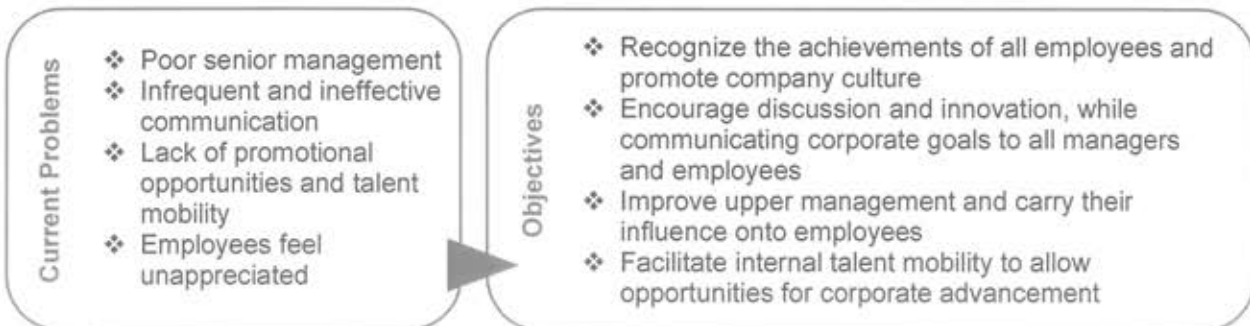 Current Problems
❖ Poor senior management
❖ Infrequent and ineffective
communication
❖ Lack of promotional
opportunities and talent
mobility
❖ Employees feel
unappreciated
Objectives
❖ Recognize the achievements of all employees and
promote company culture
❖ Encourage discussion and innovation, while
communicating corporate goals to all managers
and employees
❖ Improve upper management and carry their
influence onto employees
❖ Facilitate internal talent mobility to allow
opportunities for corporate advancement